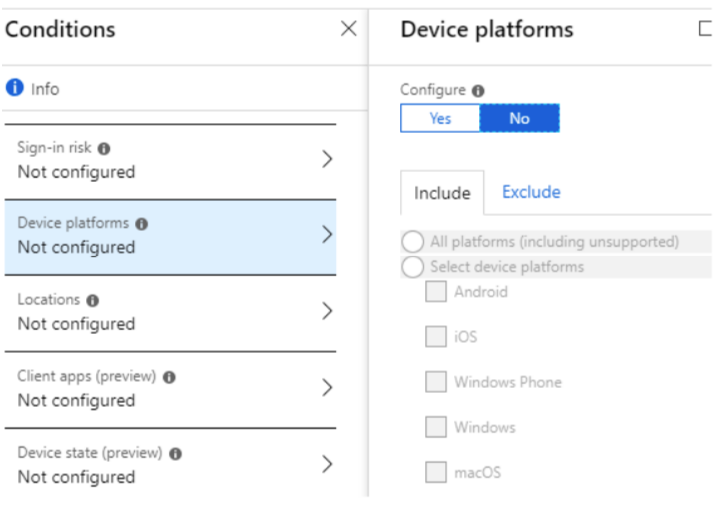 Conditions
Info
Sign-in risk
Not configured
Device platforms
Not configured
Locations
Not configured
Client apps (preview)
Not configured
Device state (preview)
Not configured
Device platforms
Configure
Yes No
Include Exclude
All platforms (including unsupported)
Select device platforms
Android
iOS
Windows Phone
Windows
macOS